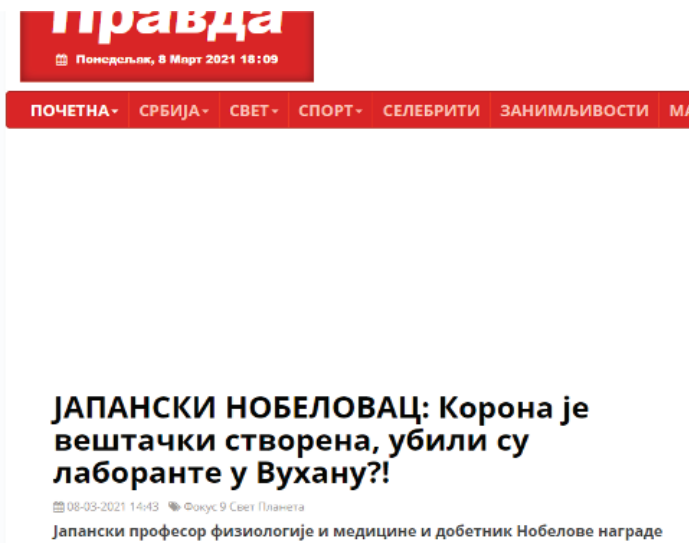 Правда
Понедељак, 8 Март 2021 18:09
ПОЧЕТНА СРБИЈА СВЕТ СПОРТ СЕЛЕБРИТИ ЗАНИМЉИВОСТИ
ЈАПАНСКИ НОБЕЛОВАЦ: Корона је
вештачки створена, убили су
лаборанте у Вухану?!
08-03-2021 14:43 Фокус 9 Свет Планета
Јапански професор физиологије и медицине и добетник Нобелове награде